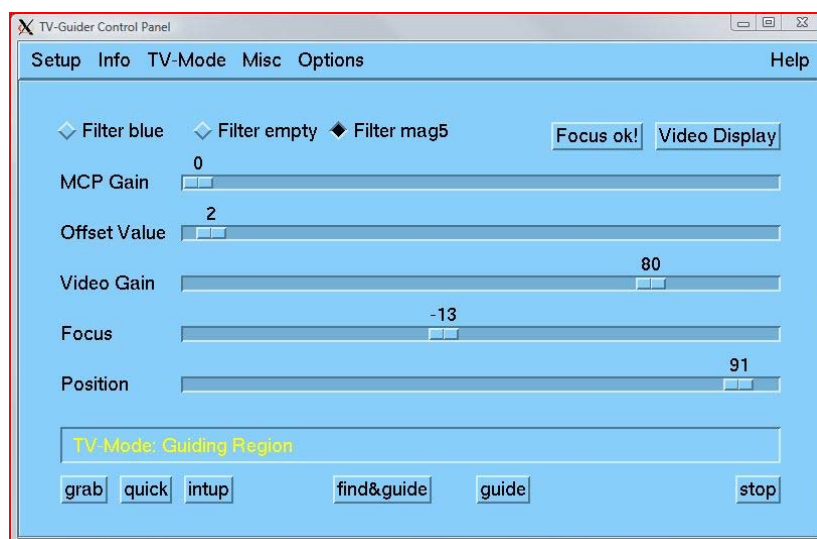 TV-Guider Control Panel
Setup Info TV-Mode Misc Options Help
Filter blue Filter empty Filter mag5 Focus ok! Video Display
0
MCP Gain
2
Offset Value
80
Video Gain
-13
Focus
91
Position
TV-Mode: Guiding Region
grab quick intup find&guide guide stop